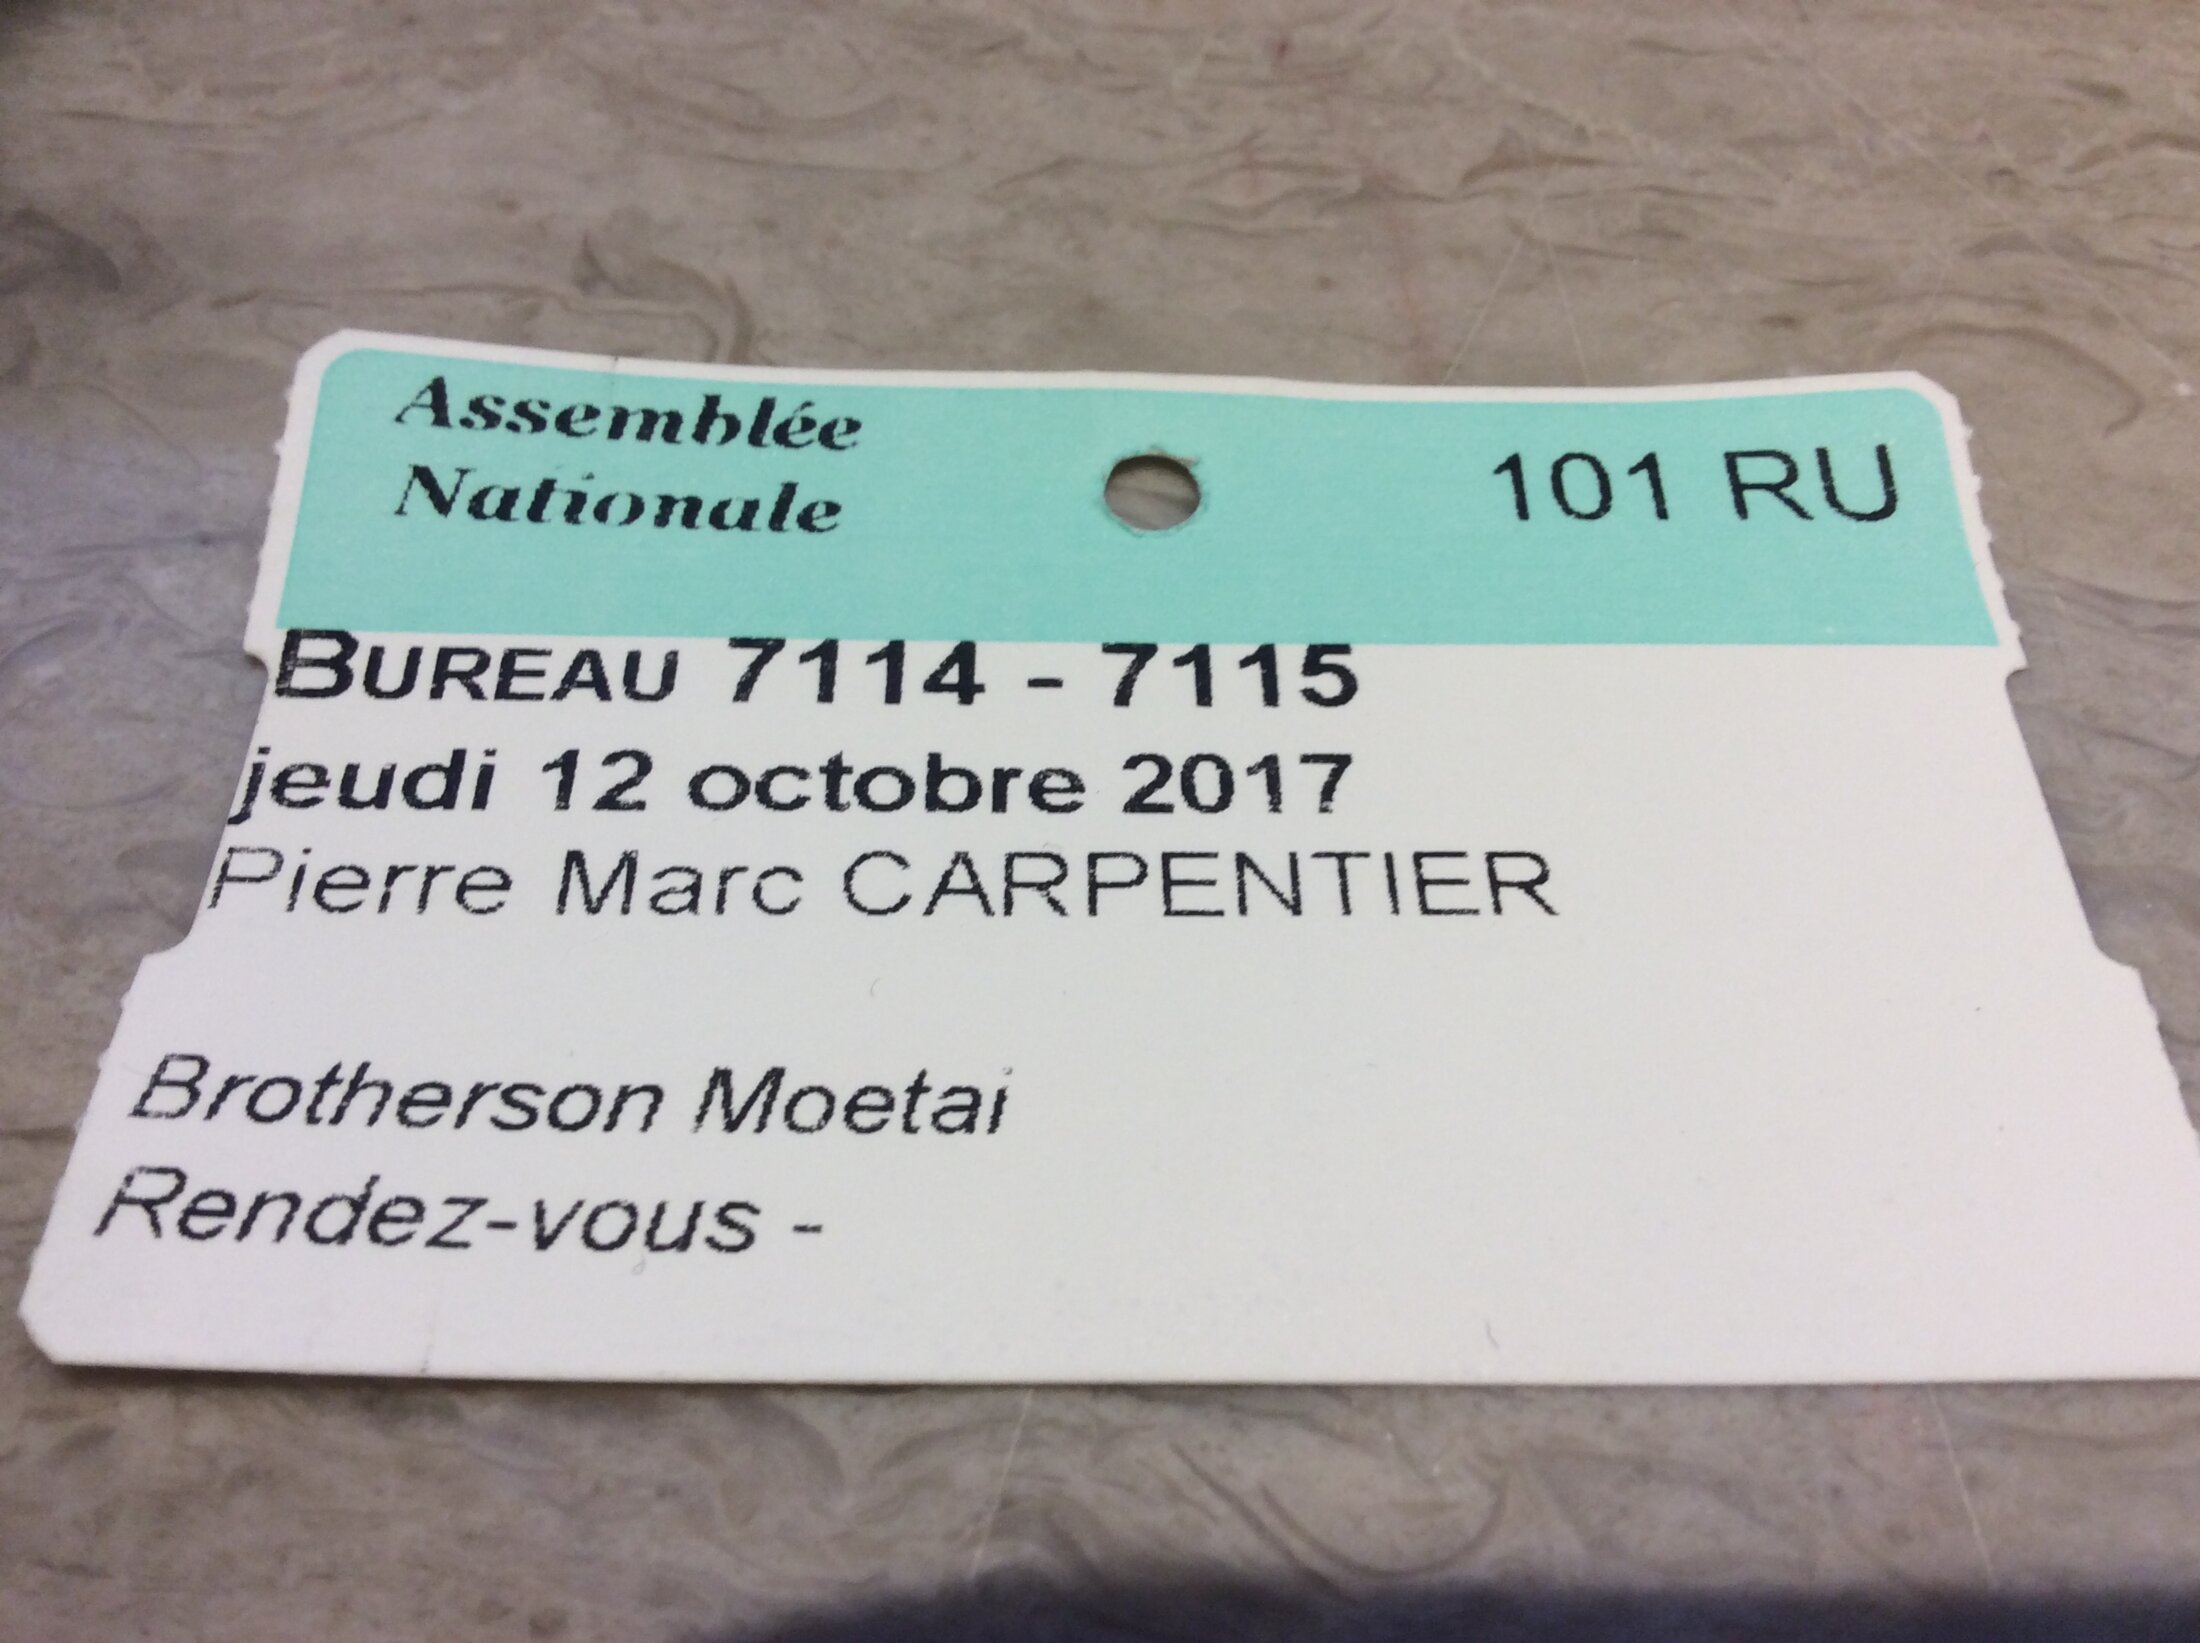 Assemblée
Nationale
101 RU
BUREAU 7114 - 7115
jeudi 12 octobre 2017
Pierre Marc CARPENTIER
Brotherson Moetai
Rendez-vous -